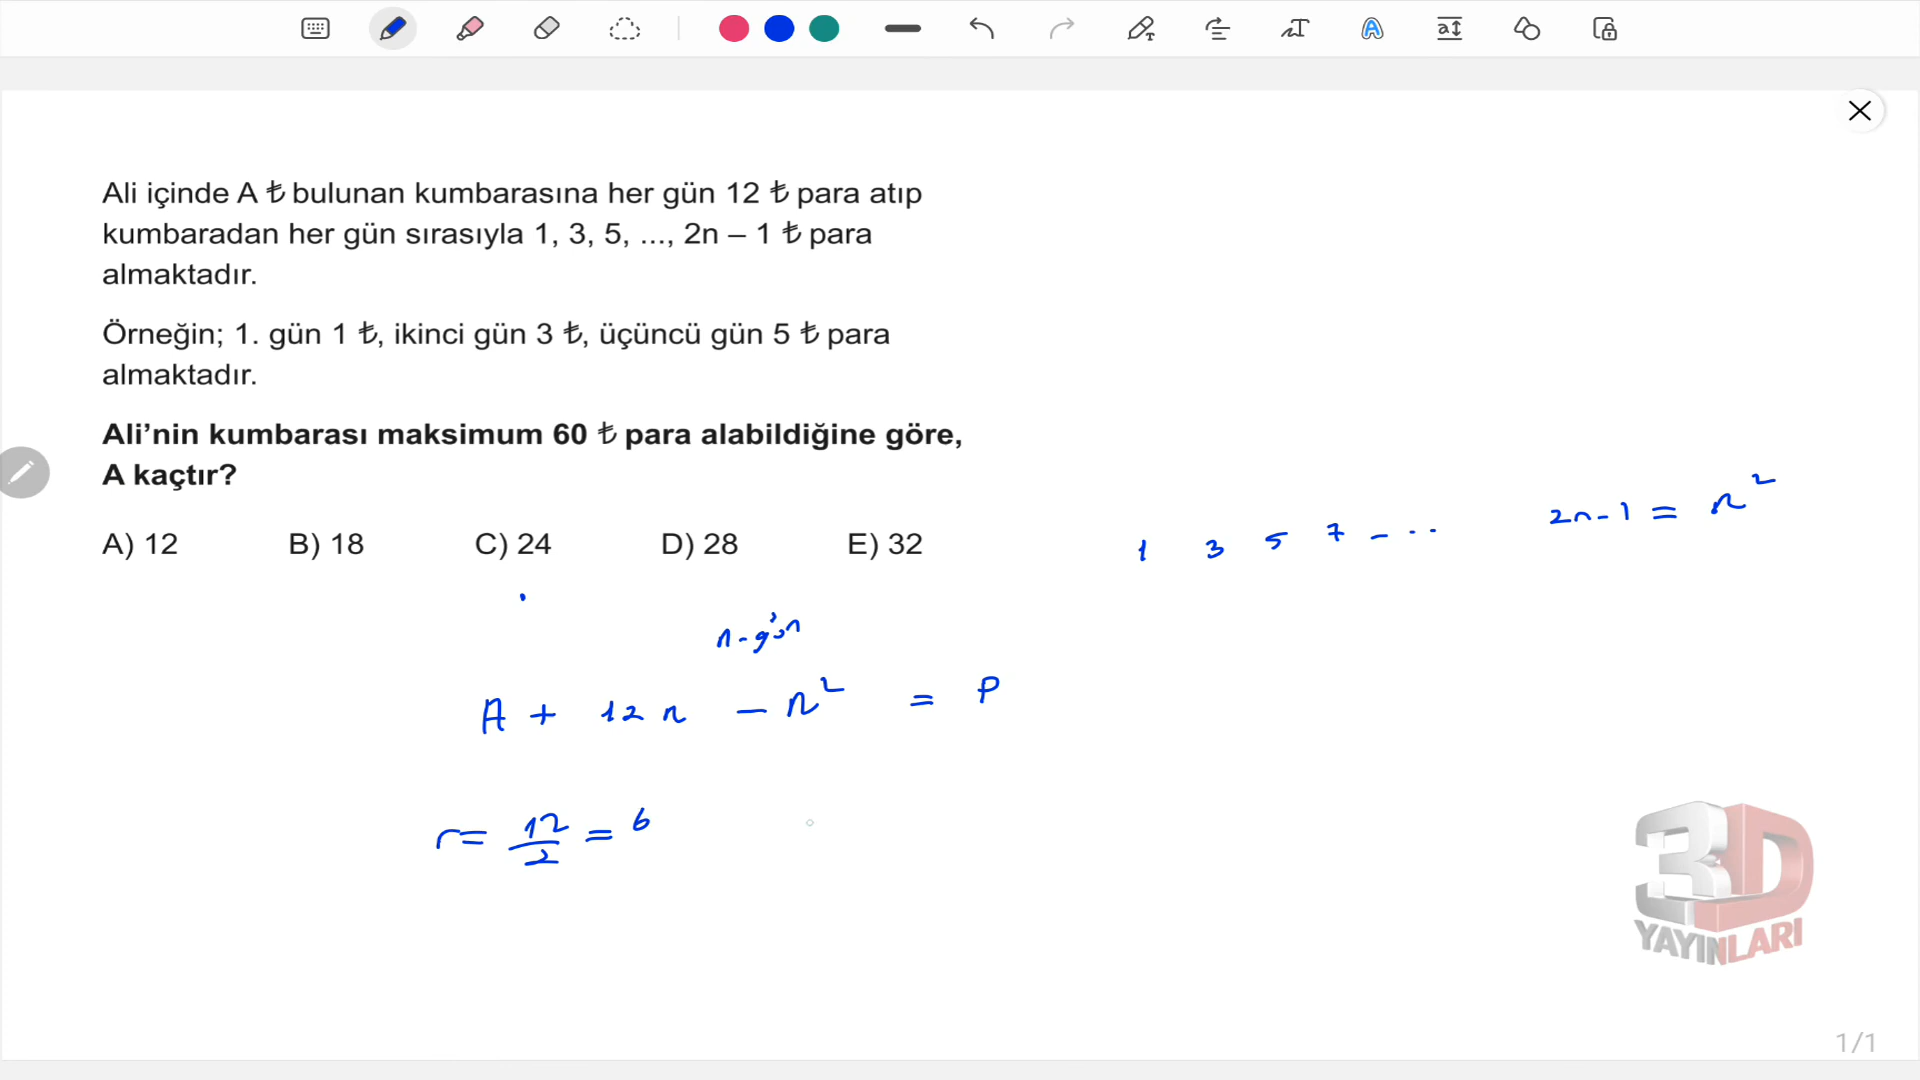 Ali içinde A ₺ bulunan kumbarasına her gün 12 ₺ para atıp
kumbaradan her gün sırasıyla 1, 3, 5, ..., 2n – 1 ₺ para
almaktadır.
Örneğin; 1. gün 1 ₺, ikinci gün 3 ₺, üçüncü gün 5 ₺ para
almaktadır.
Ali’nin kumbarası maksimum 60 ₺ para alabildiğine göre,
A kaçtır?
A) 12 B) 18 C) 24 D) 28 E) 32
1 3 5 7 - ... 2n-1 = n²
n-gün
A + 12n - n² = P
r = 12/2 = 6
3D
YAYINLARI
1/1